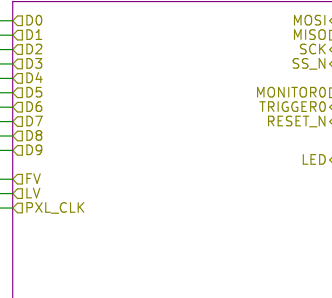 D0
D1
D2
D3
D4
D5
D6
D7
D8
D9
FV
LV
PXL_CLK
MOSI
MISO
SCK
SS_N
MONITOR0
TRIGGER0
RESET_N
LED